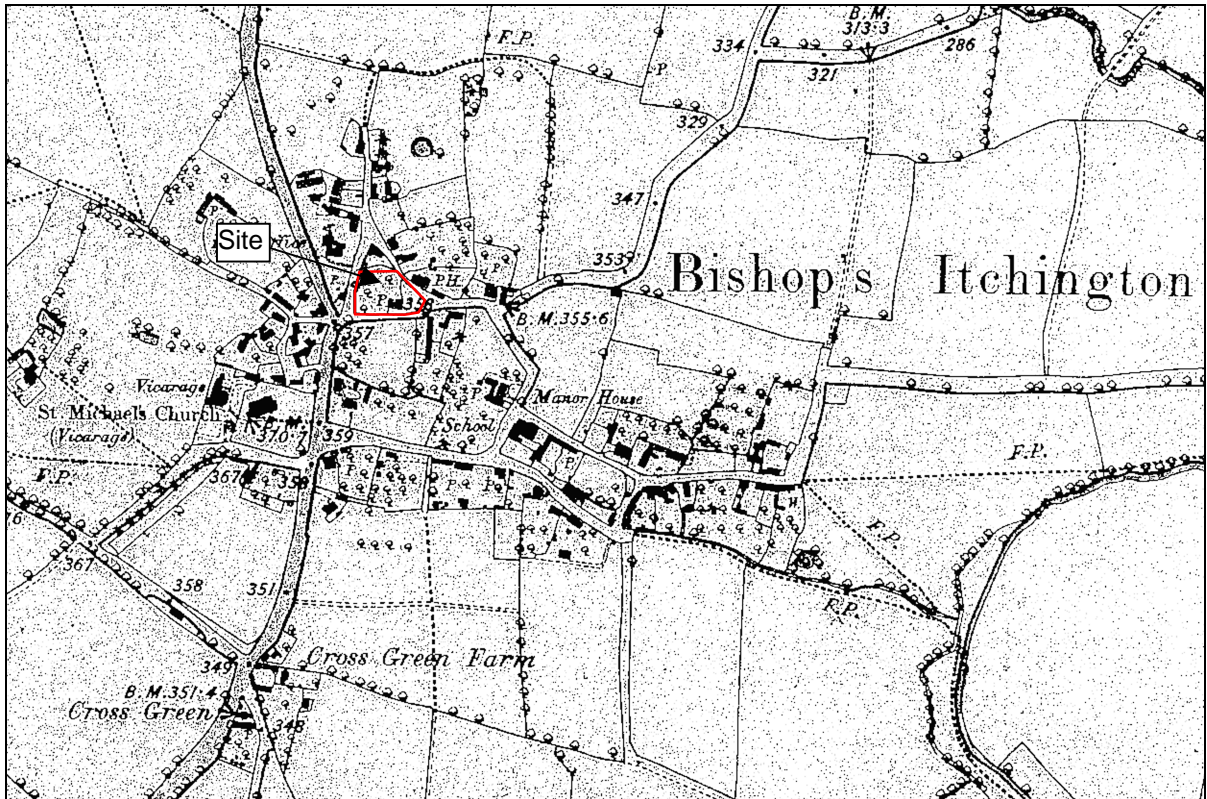 B.M.
313·3
F.P.
334
286
321
F.P.
329
347
Site
353
Bishop's Itchington
P.H.
P
B.M.355·6
357
Vicarage
Manor House
St. Michael's Church
(Vicarage)
School
370·7
359
F.P.
F.P.
367
358
P
P
P
P
H
F.P.
76
367
358
351
F.P.
Cross Green Farm
349
B.M.351·4
Cross Green
348